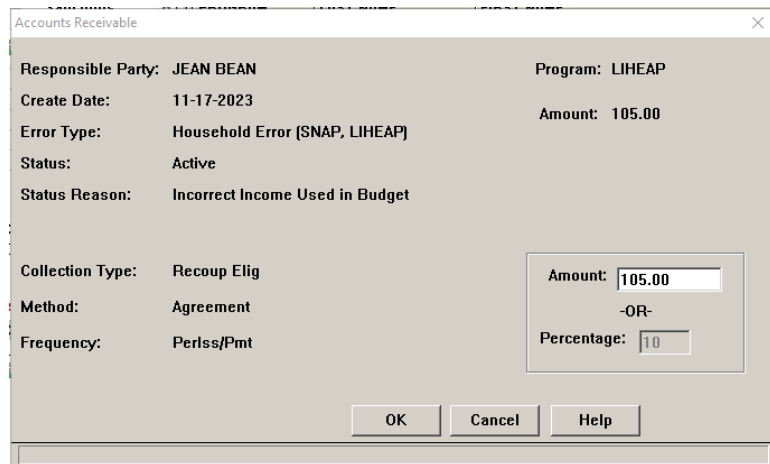 Accounts Receivable
Responsible Party: JEAN BEAN Program: LIHEAP
Create Date: 11-17-2023
Amount: 105.00
Error Type: Household Error (SNAP, LIHEAP)
Status: Active
Status Reason: Incorrect Income Used in Budget
Collection Type: Recoup Elig Amount: 105.00
Method: Agreement -OR-
Frequency: PerIss/Pmt Percentage: 10
OK Cancel Help